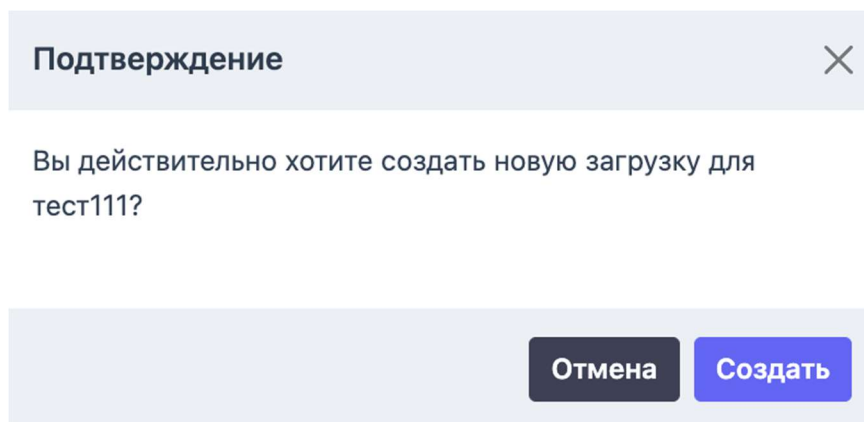 Подтверждение
Вы действительно хотите создать новую загрузку для
тест111?
Отмена
Создать